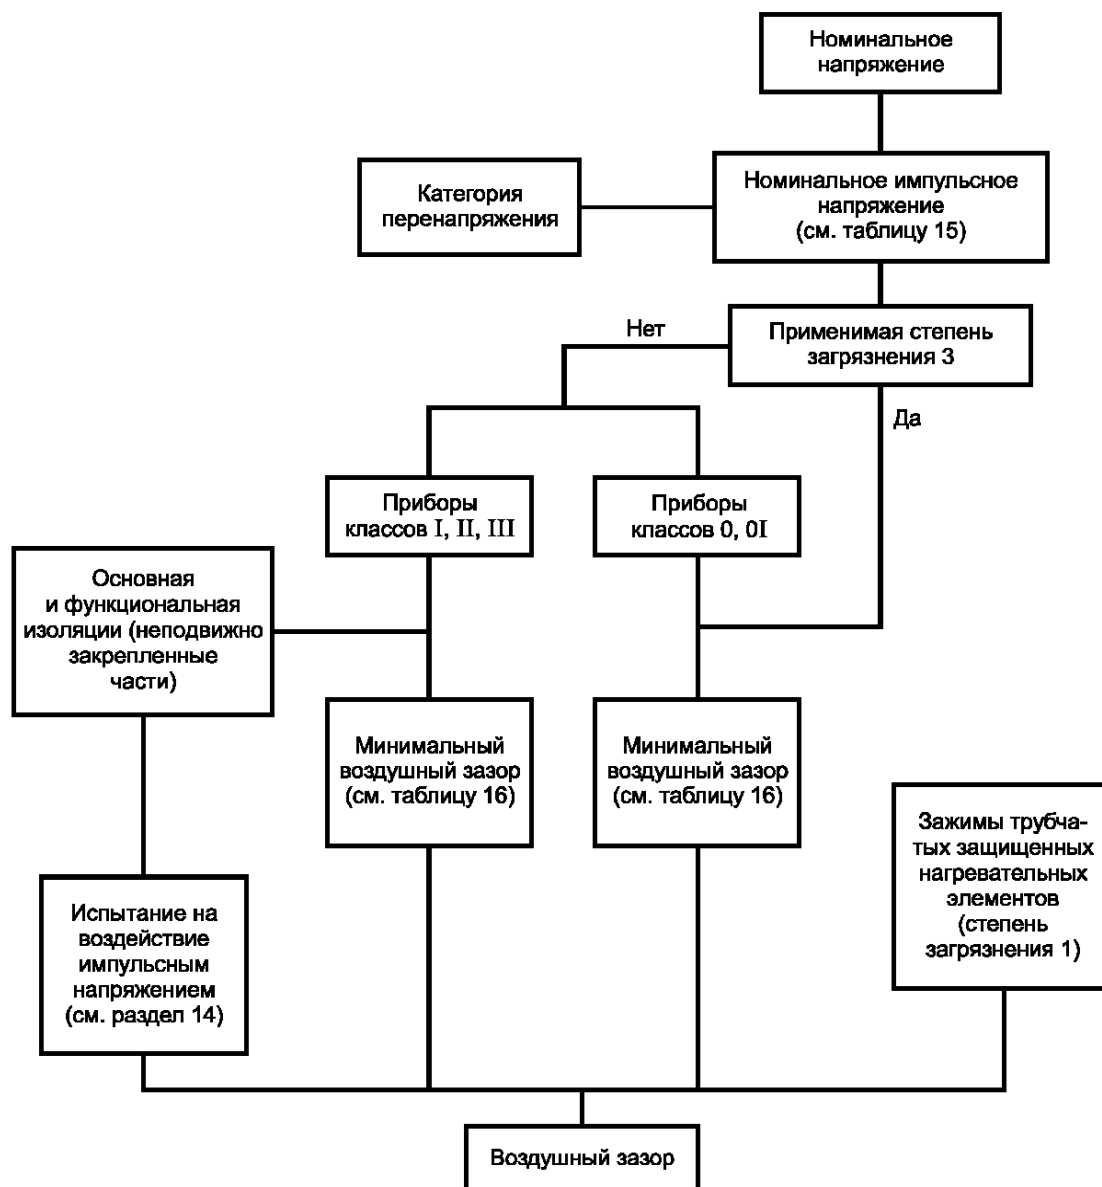 Номинальное
напряжение
Категория
перенапряжения
Номинальное импульсное
напряжение
(см. таблицу 15)
Нет
Применимая степень
загрязнения 3
Да
Приборы
классов I, II, III
Приборы
классов 0, 0I
Основная
и функциональная
изоляции (неподвижно
закрепленные
части)
Минимальный
воздушный зазор
(см. таблицу 16)
Минимальный
воздушный зазор
(см. таблицу 16)
Зажимы трубча-
тых защищенных
нагревательных
элементов
(степень
загрязнения 1)
Испытание на
воздействие
импульсным
напряжением
(см. раздел 14)
Воздушный зазор